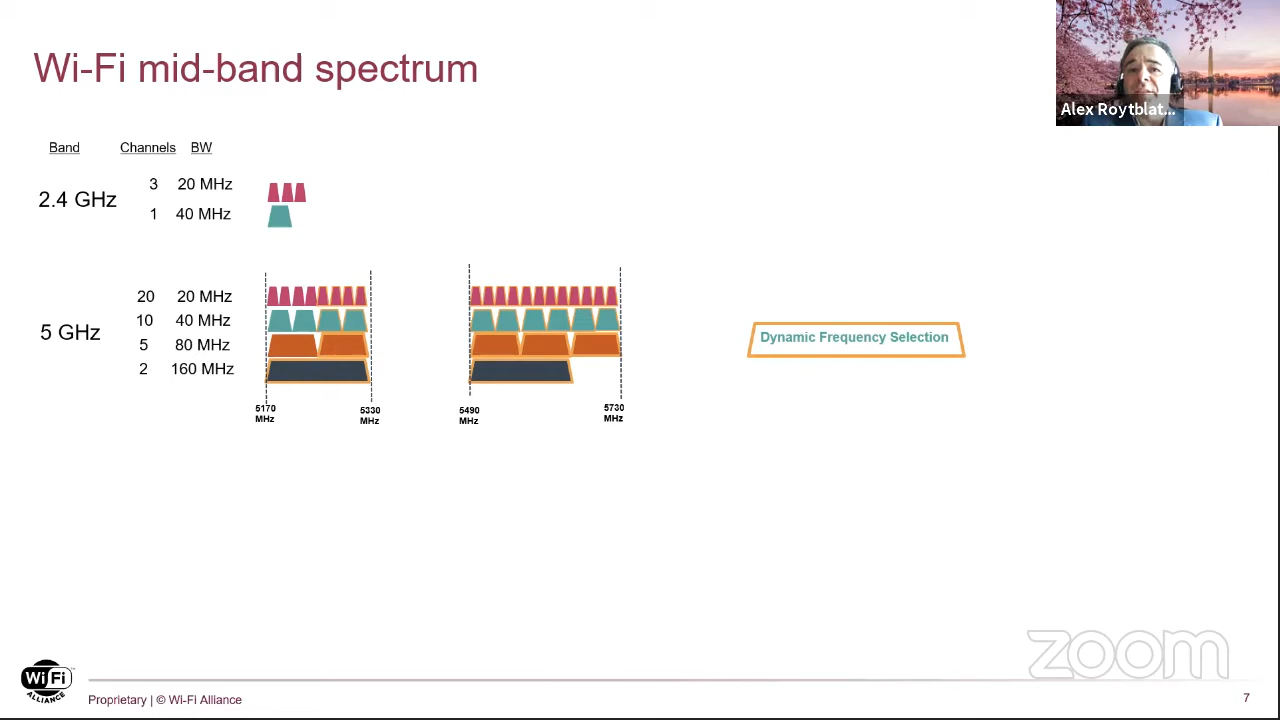 Wi-Fi mid-band spectrum
Alex Roytblat...
Band Channels BW
2.4 GHz
3 20 MHz
1 40 MHz
5 GHz
20 20 MHz
10 40 MHz
5 80 MHz
2 160 MHz
Dynamic Frequency Selection
5170
MHz
5330
MHz
5490
MHz
5730
MHz
zoom
Wi Fi
ALLIANCE
Proprietary | © Wi-Fi Alliance
7